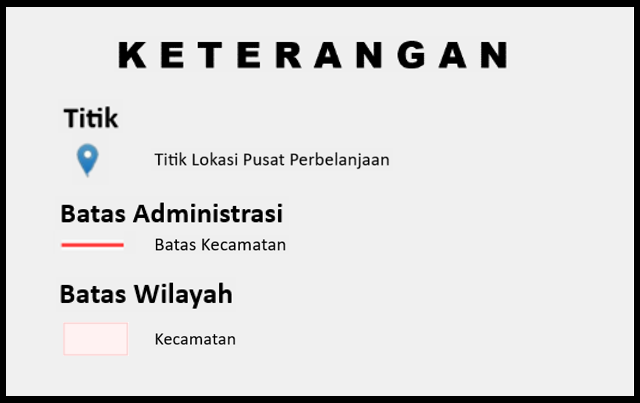 KETERANGAN
Titik
Titik Lokasi Pusat Perbelanjaan
Batas Administrasi
Batas Kecamatan
Batas Wilayah
Kecamatan